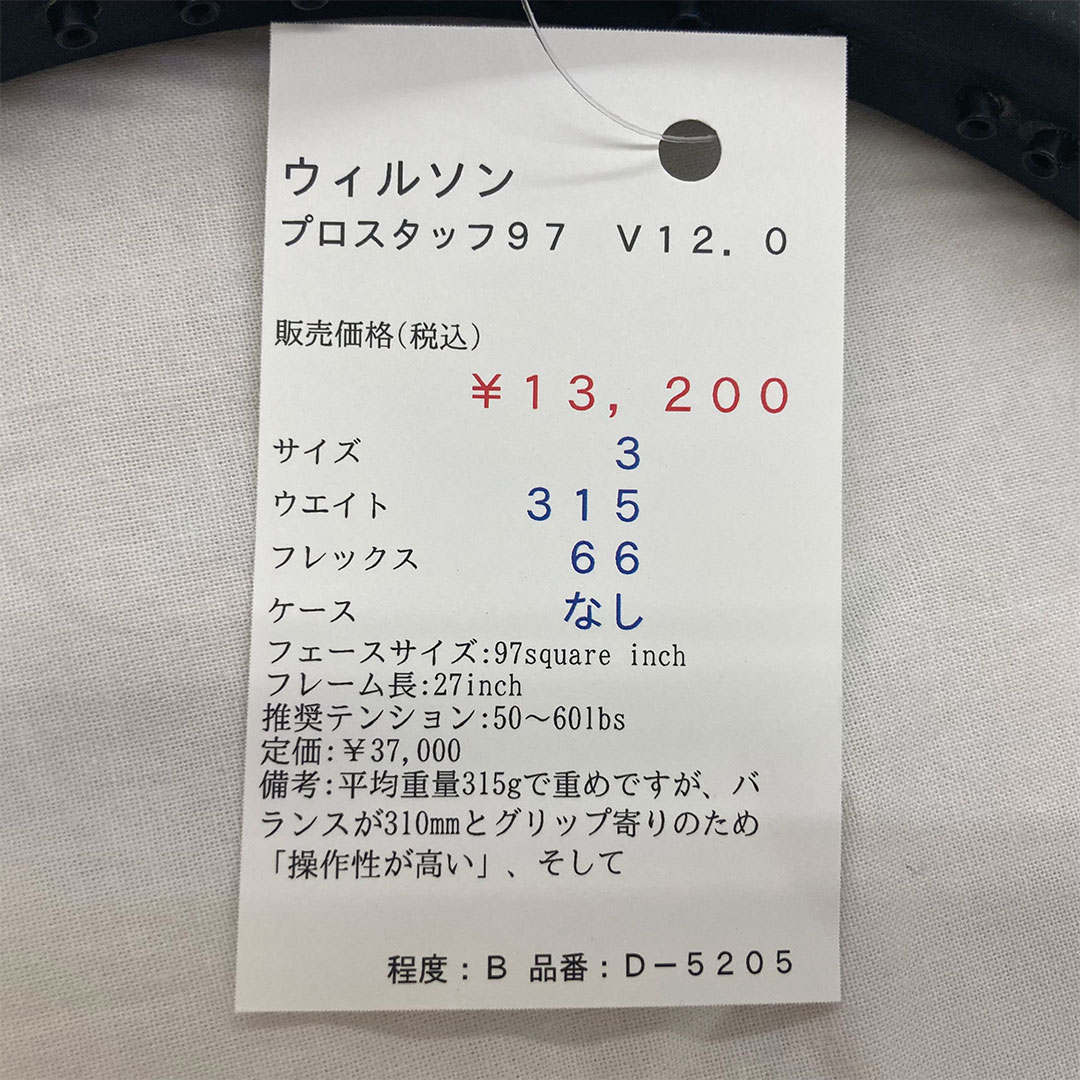 ウィルソン
プロスタッフ97　V12.0
販売価格(税込)
¥13,200
サイズ 3
ウエイト 315
フレックス 66
ケース なし
フェースサイズ:97square inch
フレーム長:27inch
推奨テンション:50～60lbs
定価:¥37,000
備考:平均重量315gで重めですが、バ
ランスが310㎜とグリップ寄りのため
「操作性が高い」、そして
程度:B 品番:D-5205